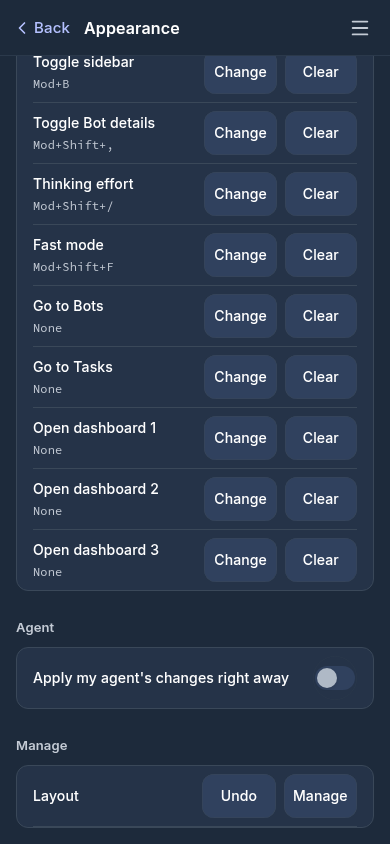 Back Appearance
Toggle sidebar
Mod+B
Change Clear
Toggle Bot details
Mod+Shift+,
Change Clear
Thinking effort
Mod+Shift+/
Change Clear
Fast mode
Mod+Shift+F
Change Clear
Go to Bots
None
Change Clear
Go to Tasks
None
Change Clear
Open dashboard 1
None
Change Clear
Open dashboard 2
None
Change Clear
Open dashboard 3
None
Change Clear
Agent
Apply my agent's changes right away
Manage
Layout Undo Manage